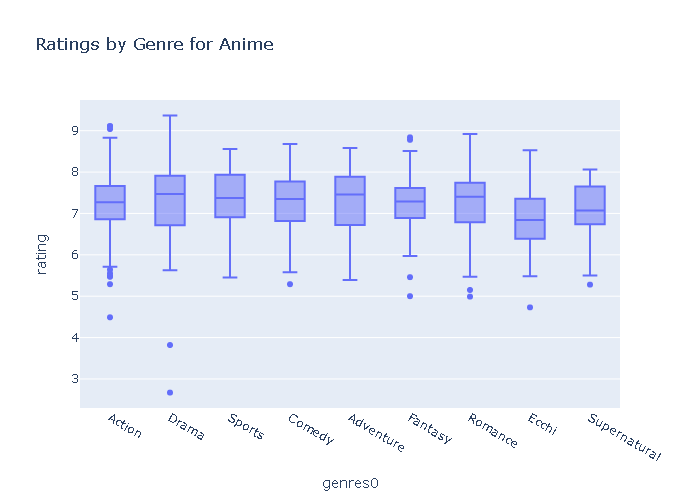 Ratings by Genre for Anime
rating
9
8
7
6
5
4
3
Action
Drama
Sports
Comedy
Adventure
Fantasy
Romance
Ecchi
Supernatural
genres0